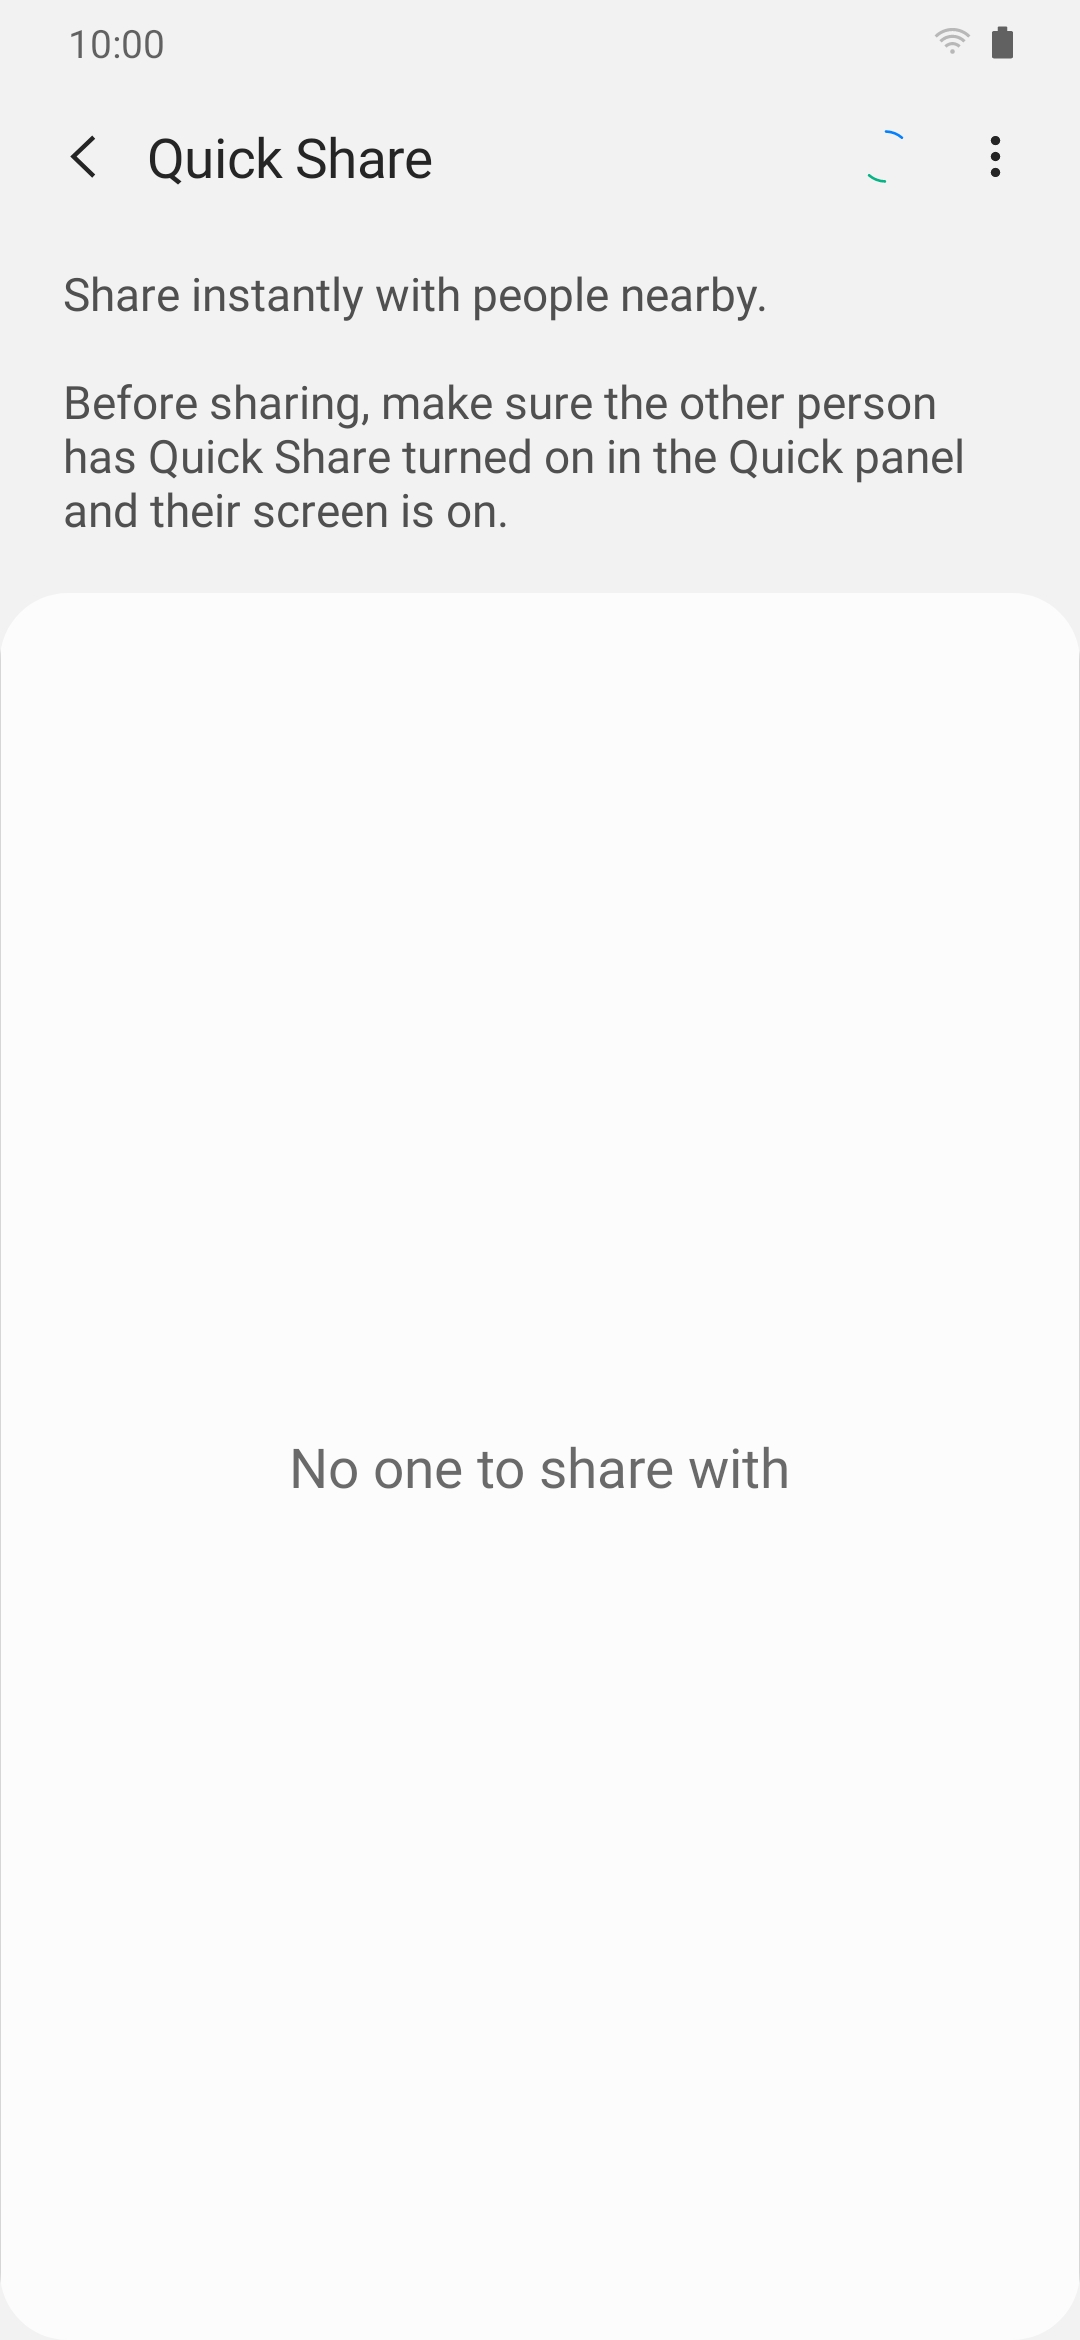 10:00
Quick Share
Share instantly with people nearby.
Before sharing, make sure the other person
has Quick Share turned on in the Quick panel
and their screen is on.
No one to share with